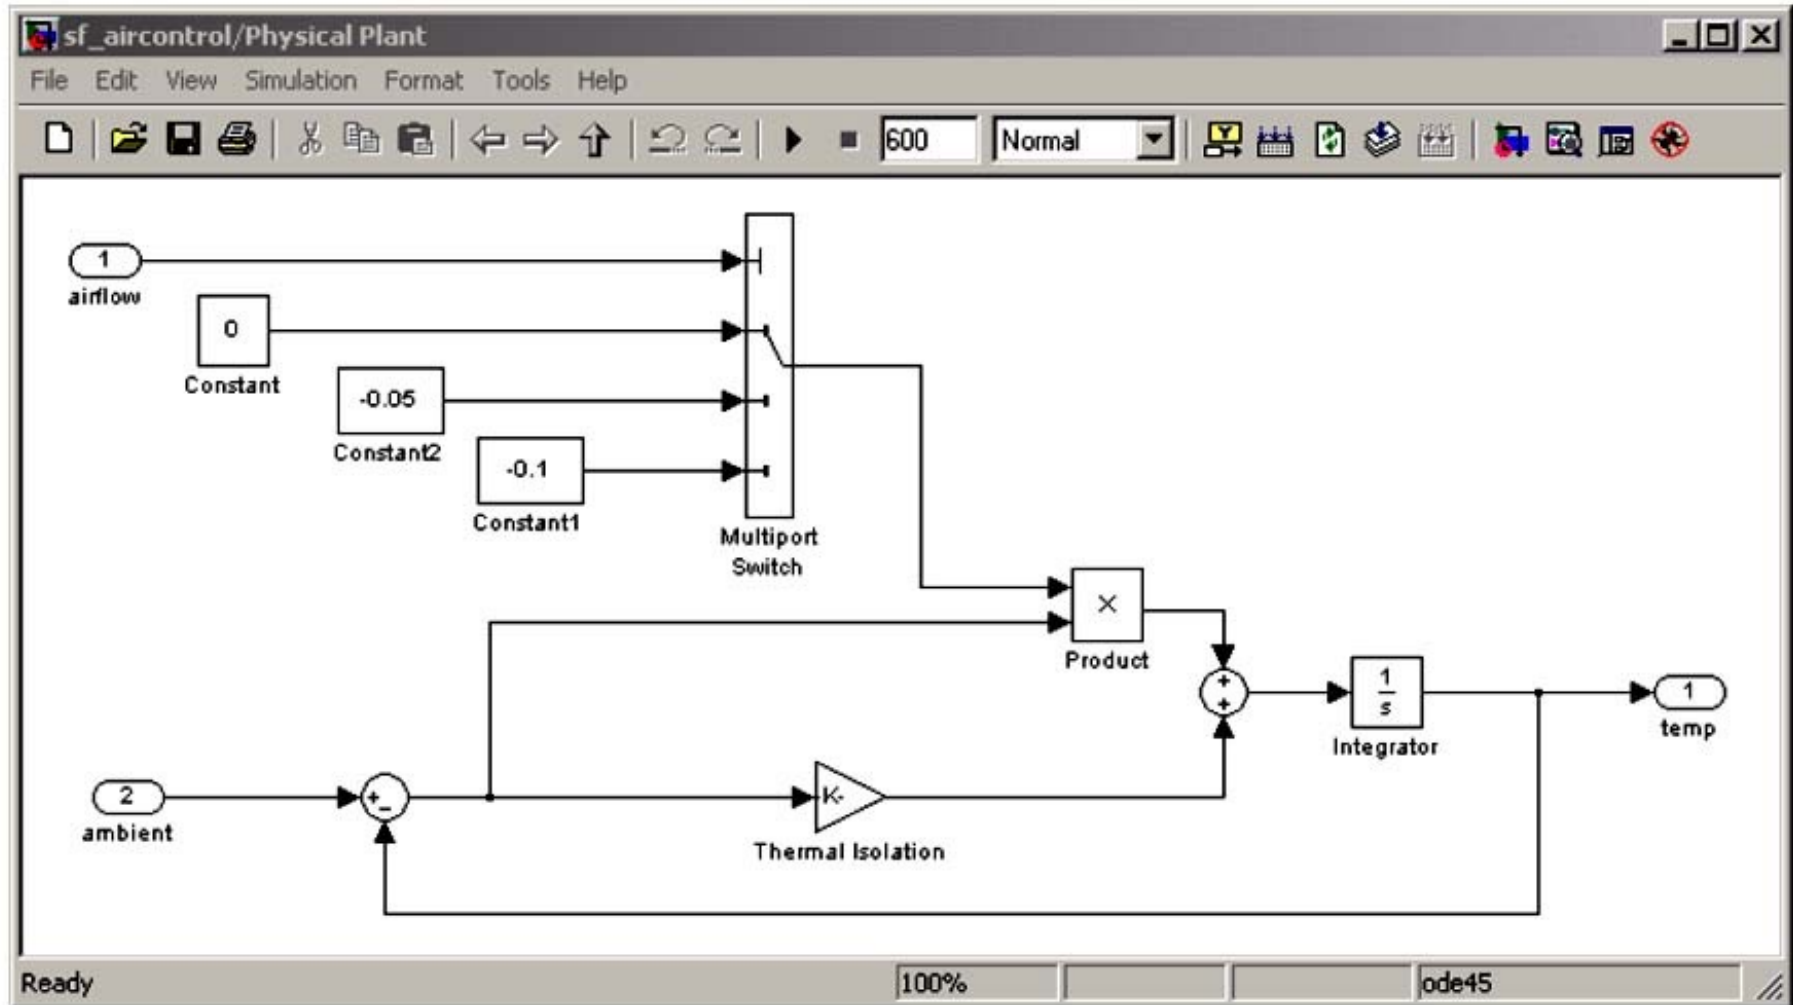 sf_aircontrol/Physical Plant
File Edit View Simulation Format Tools Help
600 Normal
1
airflow
0
Constant
-0.05
Constant2
-0.1
Constant1
Multiport
Switch
×
Product
+
+
1
s
Integrator
1
temp
2
ambient
+
-
K-
Thermal Isolation
Ready 100% ode45